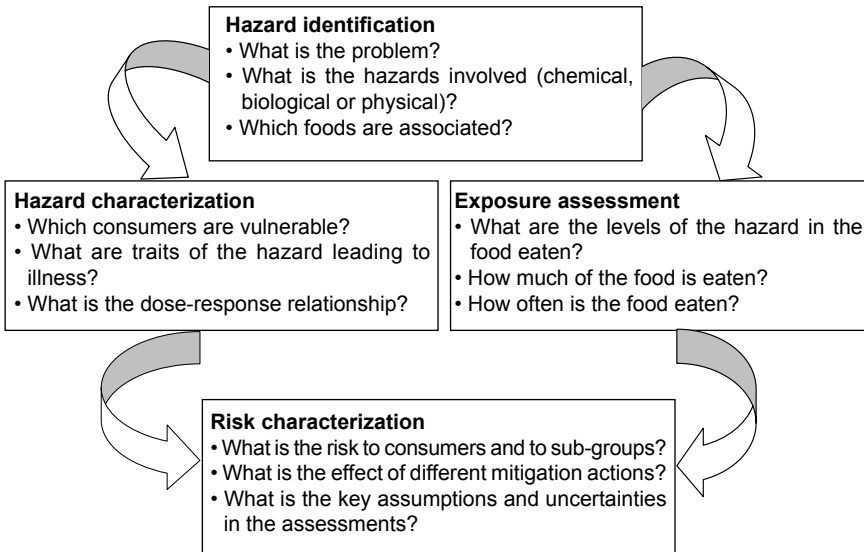 Hazard identification
• What is the problem?
• What is the hazards involved (chemical,
biological or physical)?
• Which foods are associated?
Hazard characterization
• Which consumers are vulnerable?
• What are traits of the hazard leading to
illness?
• What is the dose-response relationship?
Exposure assessment
• What are the levels of the hazard in the
food eaten?
• How much of the food is eaten?
• How often is the food eaten?
Risk characterization
• What is the risk to consumers and to sub-groups?
• What is the effect of different mitigation actions?
• What is the key assumptions and uncertainties
in the assessments?